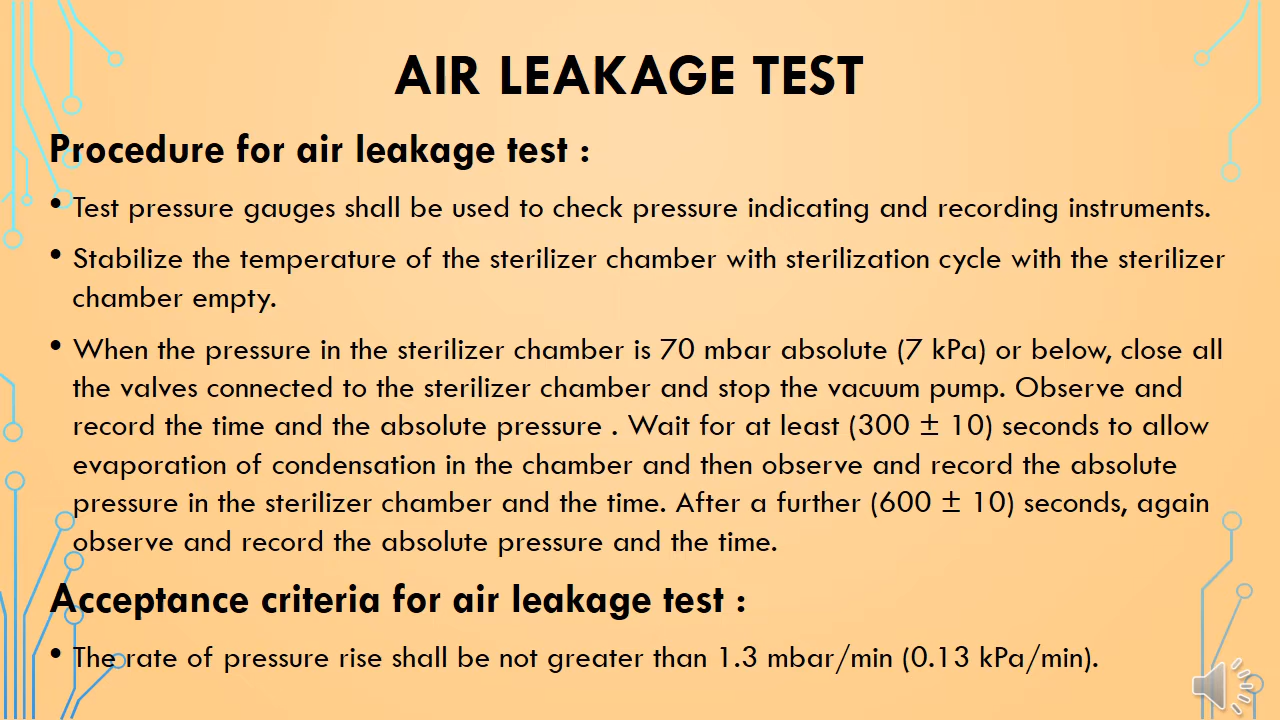 AIR LEAKAGE TEST
Procedure for air leakage test :
• Test pressure gauges shall be used to check pressure indicating and recording instruments.
• Stabilize the temperature of the sterilizer chamber with sterilization cycle with the sterilizer
chamber empty.
• When the pressure in the sterilizer chamber is 70 mbar absolute (7 kPa) or below, close all
the valves connected to the sterilizer chamber and stop the vacuum pump. Observe and
record the time and the absolute pressure . Wait for at least (300 ± 10) seconds to allow
evaporation of condensation in the chamber and then observe and record the absolute
pressure in the sterilizer chamber and the time. After a further (600 ± 10) seconds, again
observe and record the absolute pressure and the time.
Acceptance criteria for air leakage test :
• The rate of pressure rise shall be not greater than 1.3 mbar/min (0.13 kPa/min).